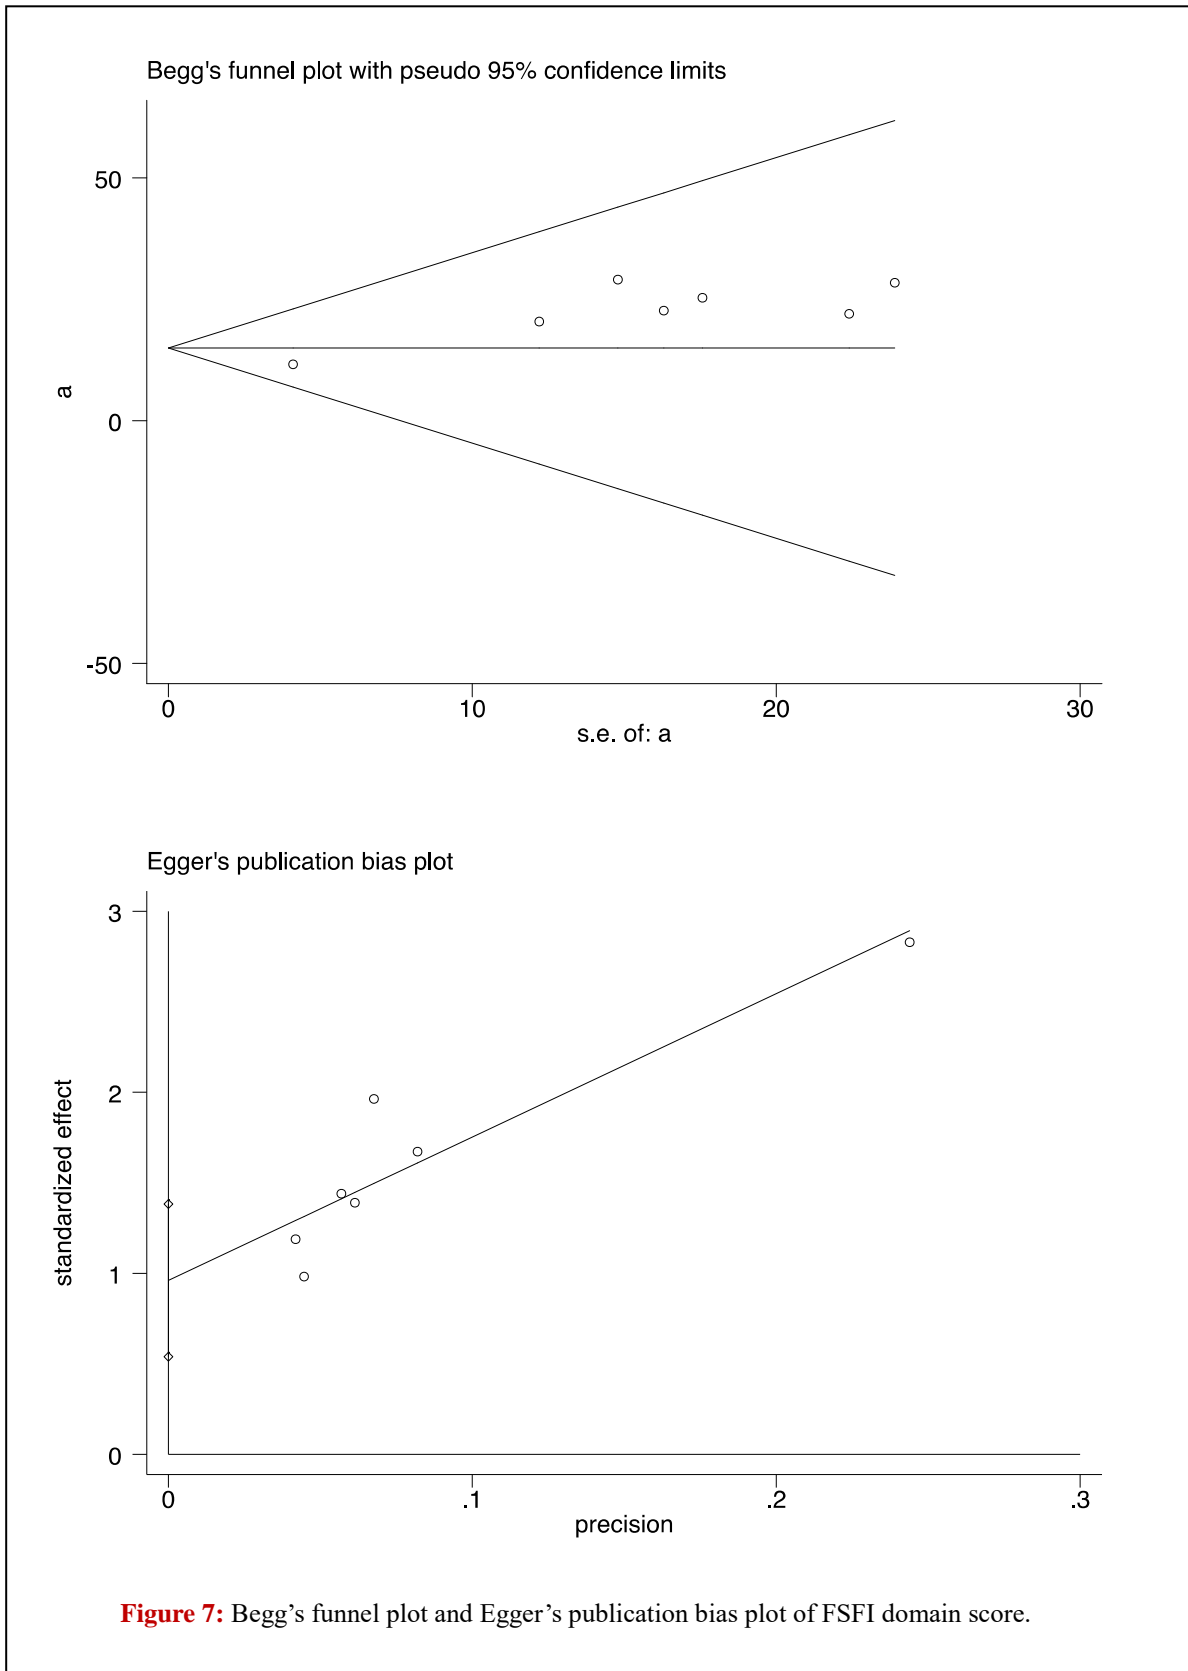 Begg's funnel plot with pseudo 95% confidence limits
50
0
-50
a
0 10 20 30
s.e. of: a
Egger's publication bias plot
3
2
1
0
standardized effect
0 .1 .2 .3
precision
Figure 7: Begg’s funnel plot and Egger’s publication bias plot of FSFI domain score.